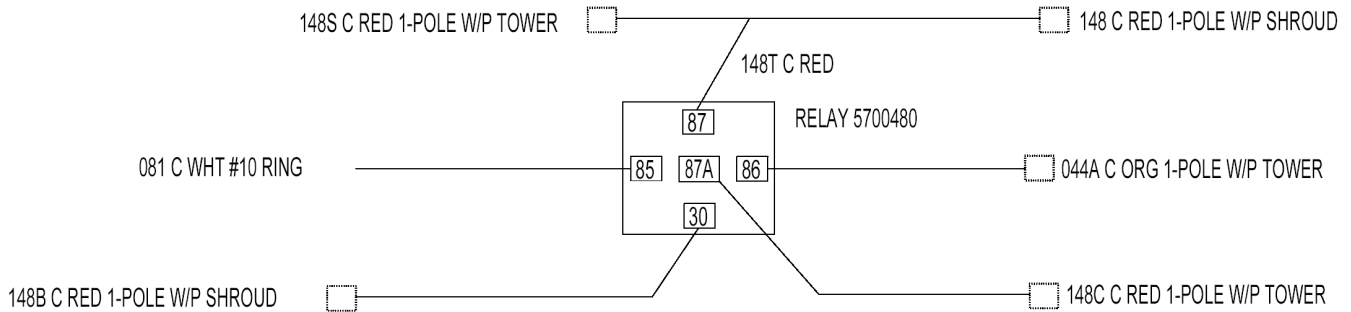 148S C RED 1-POLE W/P TOWER
148 C RED 1-POLE W/P SHROUD
148T C RED
87
RELAY 5700480
081 C WHT #10 RING
85
87A
86
044A C ORG 1-POLE W/P TOWER
30
148B C RED 1-POLE W/P SHROUD
148C C RED 1-POLE W/P TOWER